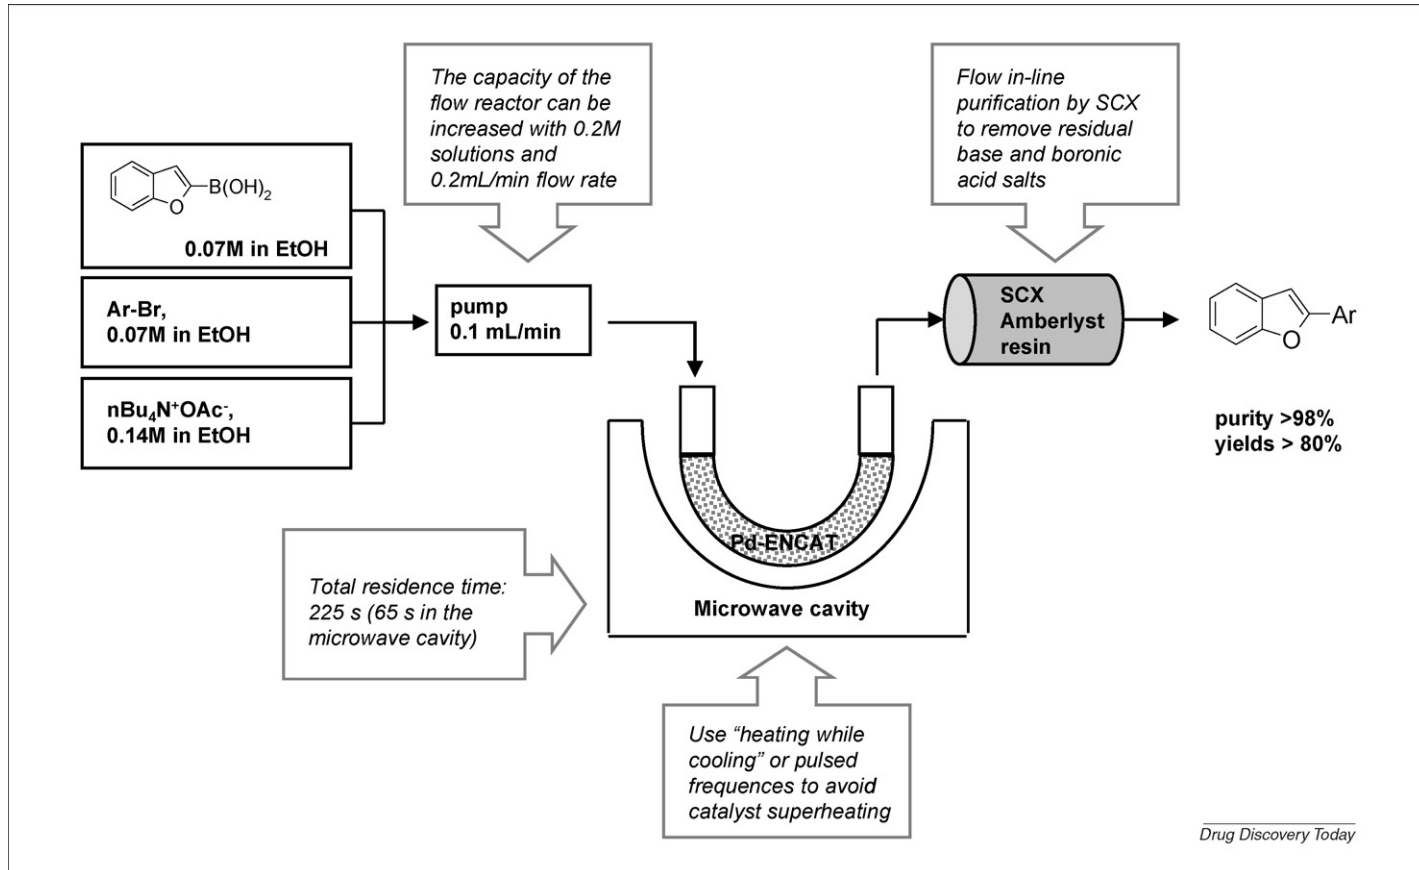 The capacity of the
flow reactor can be
increased with 0.2M
solutions and
0.2mL/min flow rate
Flow in-line
purification by SCX
to remove residual
base and boronic
acid salts
B(OH)₂
O
0.07M in EtOH
Ar-Br,
0.07M in EtOH
nBu₄N⁺OAc⁻,
0.14M in EtOH
pump
0.1 mL/min
SCX
Amberlyst
resin
Ar
O
purity >98%
yields > 80%
Pd-ENCAT
Microwave cavity
Total residence time:
225 s (65 s in the
microwave cavity)
Use “heating while
cooling” or pulsed
frequences to avoid
catalyst superheating
Drug Discovery Today